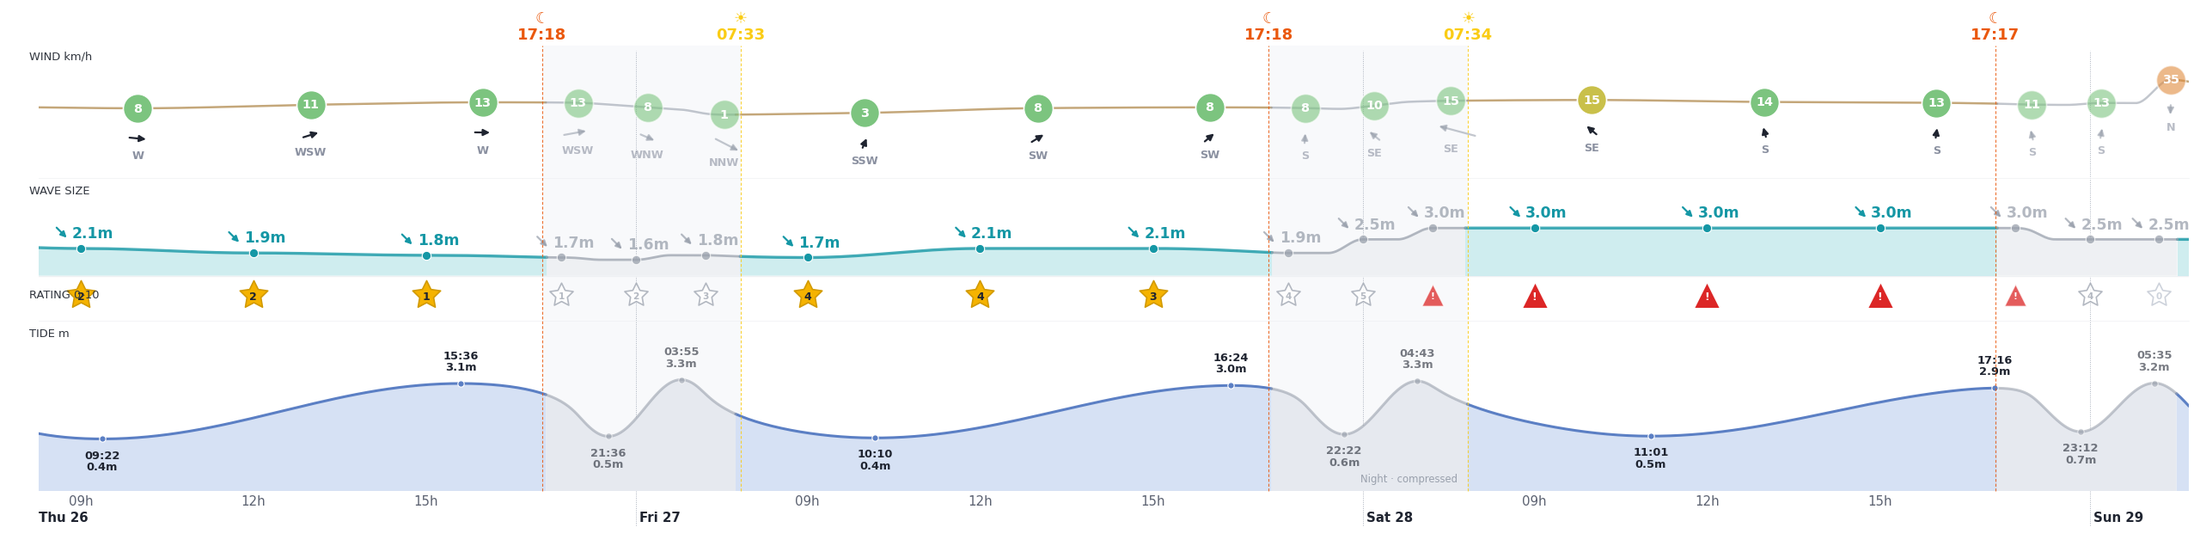 17:18 07:33 17:18 07:34 17:17
WIND km/h
8 11 13 13 8 1 3 8 8 8 10 15 15 14 13 11 13 35
W WSW W WSW WNW NNW SSW SW SW S SE SE SE S S S S N
WAVE SIZE
2.1m 1.9m 1.8m 1.7m 1.6m 1.8m 1.7m 2.1m 2.1m 1.9m 2.5m 3.0m 3.0m 3.0m 3.0m 3.0m 2.5m 2.5m
RATING 0-10
2 2 1 1 2 3 4 4 3 4 5 ! ! ! ! ! 4 0
TIDE m
15:36 03:55 16:24 04:43 17:16 05:35
3.1m 3.3m 3.0m 3.3m 2.9m 3.2m
09:22 21:36 10:10 22:22 11:01 23:12
0.4m 0.5m 0.4m 0.6m 0.5m 0.7m
Night · compressed
09h 12h 15h 09h 12h 15h 09h 12h 15h
Thu 26 Fri 27 Sat 28 Sun 29